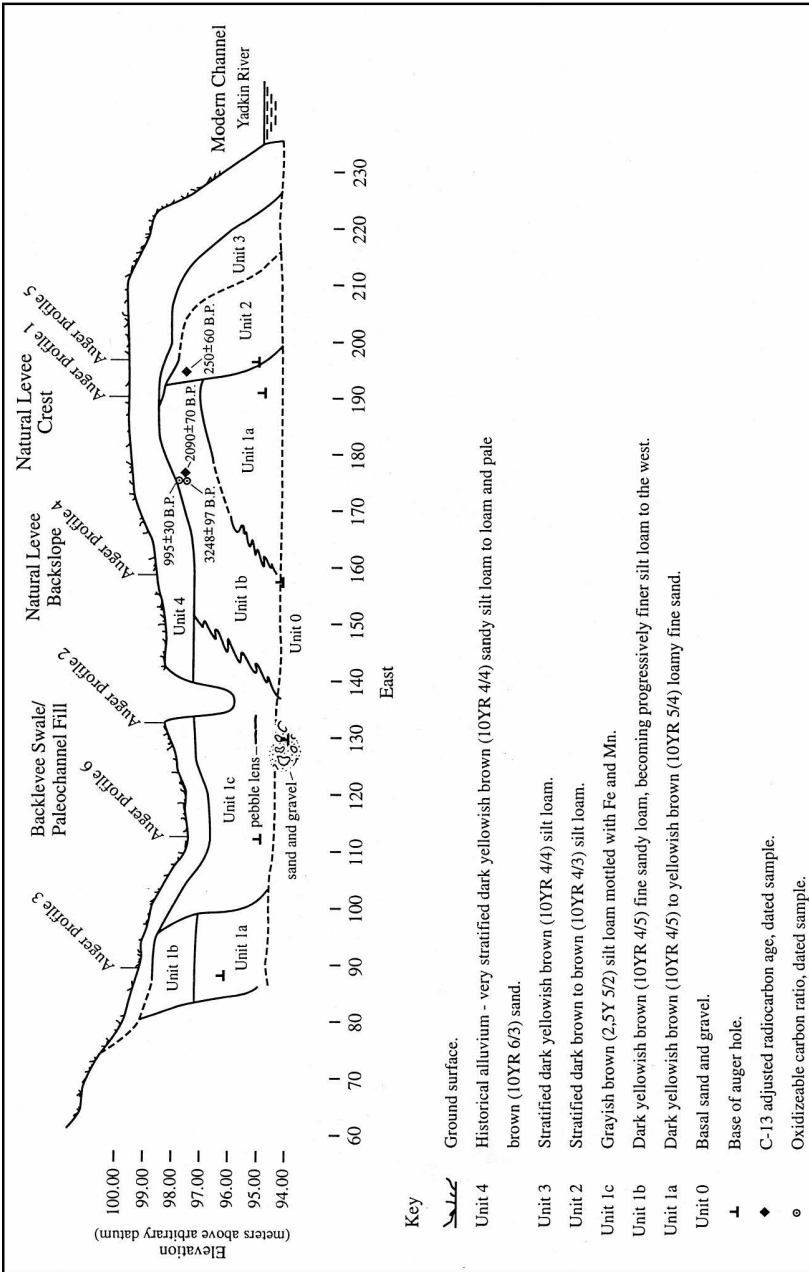 Backlevee Swale/
Paleochannel Fill
Natural Levee
Backslope
Natural Levee
Crest
Modern Channel
Yadkin River
Auger profile 3
Auger profile 6
Auger profile 2
Auger profile 4
Auger profile 1
Auger profile 5
Elevation
(meters above arbitrary datum)
100.00
99.00
98.00
97.00
96.00
95.00
94.00
Unit 1b
Unit 1a
Unit 1c
pebble lens
sand and gravel
Unit 4
995±30 B.P.
2090±70 B.P.
3248±97 B.P.
250±60 B.P.
Unit 1b
Unit 1a
Unit 2
Unit 3
Unit 0
60 70 80 90 100 110 120 130 140 150 160 170 180 190 200 210 220 230
East
Key
Ground surface.
Unit 4 Historical alluvium - very stratified dark yellowish brown (10YR 4/4) sandy silt loam to loam and pale
brown (10YR 6/3) sand.
Unit 3 Stratified dark yellowish brown (10YR 4/4) silt loam.
Unit 2 Stratified dark brown to brown (10YR 4/3) silt loam.
Unit 1c Grayish brown (2,5Y 5/2) silt loam mottled with Fe and Mn.
Unit 1b Dark yellowish brown (10YR 4/5) fine sandy loam, becoming progressively finer silt loam to the west.
Unit 1a Dark yellowish brown (10YR 4/5) to yellowish brown (10YR 5/4) loamy fine sand.
Unit 0 Basal sand and gravel.
Base of auger hole.
C-13 adjusted radiocarbon age, dated sample.
Oxidizeable carbon ratio, dated sample.